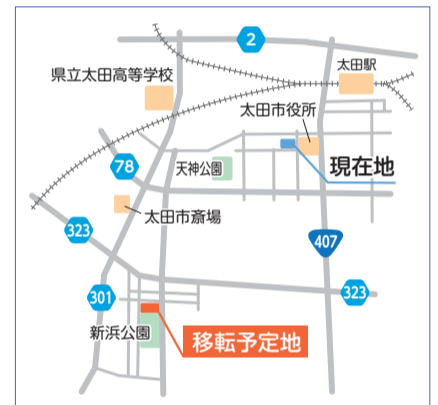 2
太田駅
県立太田高等学校
太田市役所
現在地
天神公園
78
太田市斎場
323
407
301
323
新浜公園
移転予定地